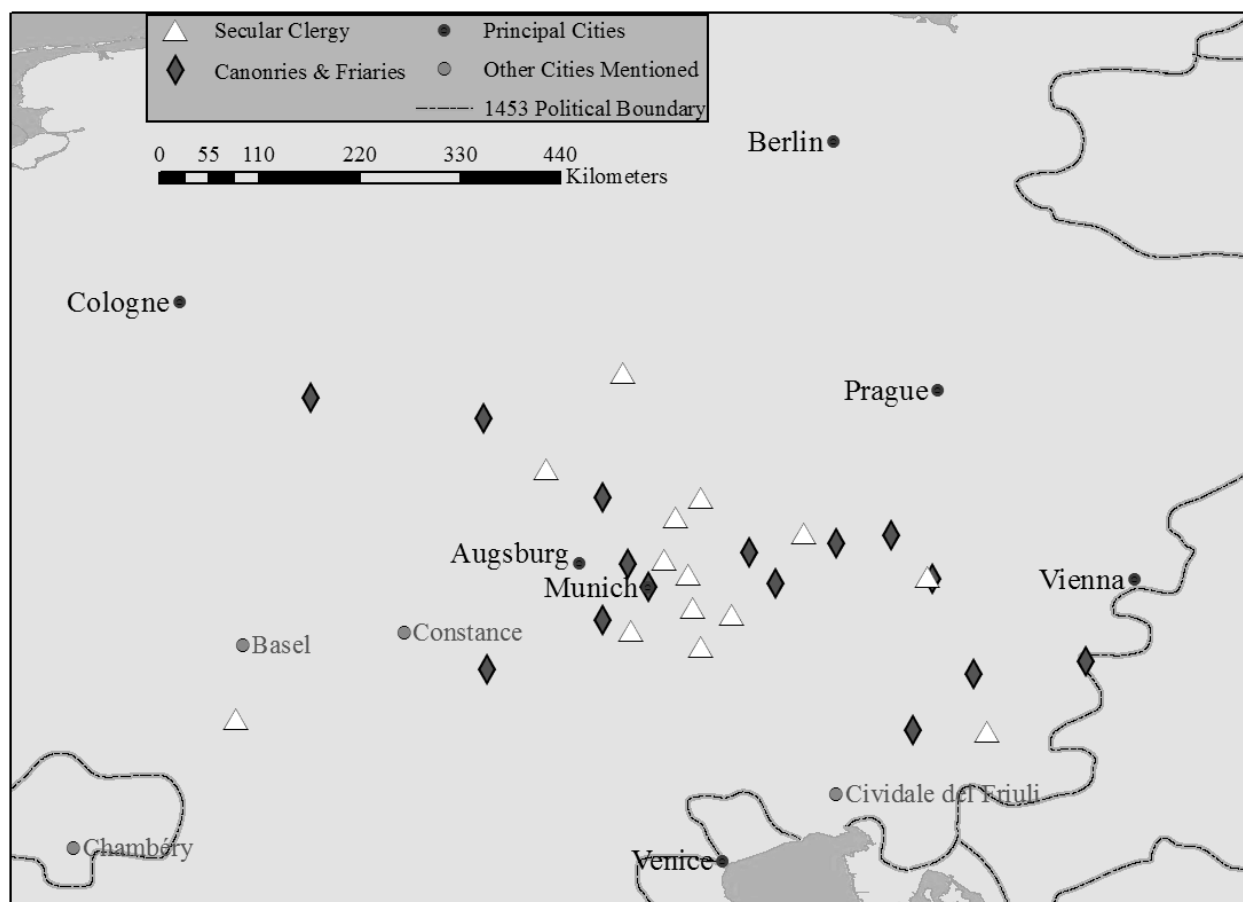 Secular Clergy
Principal Cities
Canonries & Friaries
Other Cities Mentioned
1453 Political Boundary
Berlin
0 55 110 220 330 440
Kilometers
Cologne
Prague
Augsburg
Munich
Vienna
Constance
Basel
Cividale del Friuli
Chambéry
Venice